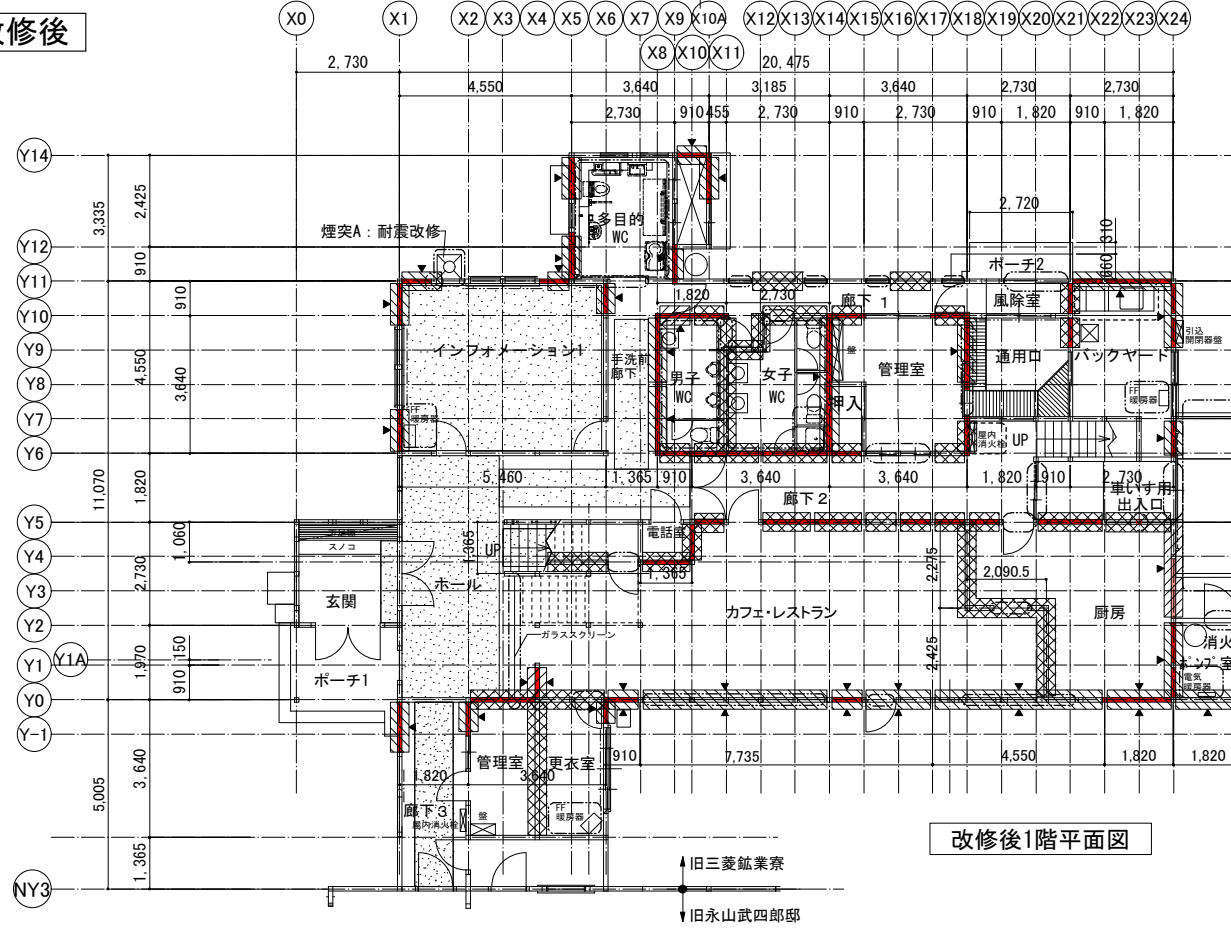 改修後
X0 X1 X2 X3 X4 X5 X6 X7 X9 X10A X12 X13 X14 X15 X16 X17 X18 X19 X20 X21 X22 X23 X24
X8 X10 X11
2,730 20,475
4,550 3,640 3,185 3,640 2,730 2,730
2,730 910 455 2,730 910 2,730 910 1,820 910 1,820
Y14
Y12
Y11
Y10
Y9
Y8
Y7
Y6
Y5
Y4
Y3
Y2
Y1
Y1A
Y0
Y-1
NY3
3,335
11,070
5,005
2,425
910
4,550
1,820
2,730
1,970
3,640
1,365
910
3,640
1,060
150
910
煙突A：耐震改修
多目的
WC
2,720
310
660
ポーチ2
1,820 2,730
廊下 1
風除室
インフォメーション1
手洗前
廊下
男子
WC
女子
WC
盤
管理室
押入
通用口
バックヤード
引込
開閉器盤
FF
暖房器
FF
暖房器
屋内
消火栓
UP
5,460 1,365 910 3,640 3,640 1,820 910 2,730
廊下2
車いす用
出入口
電話室
スノコ
玄関
ポーチ1
ホール
UP
1,365
1,365
ガラススクリーン
カフェ・レストラン
2,275
2,090.5
2,425
厨房
消火
ポンプ室
電気
暖房器
管理室
更衣室
1,820 3,640
910 7,735 4,550 1,820 1,820
廊下3
屋内消火栓
盤
FF
暖房器
改修後1階平面図
旧三菱鉱業寮
旧永山武四郎邸